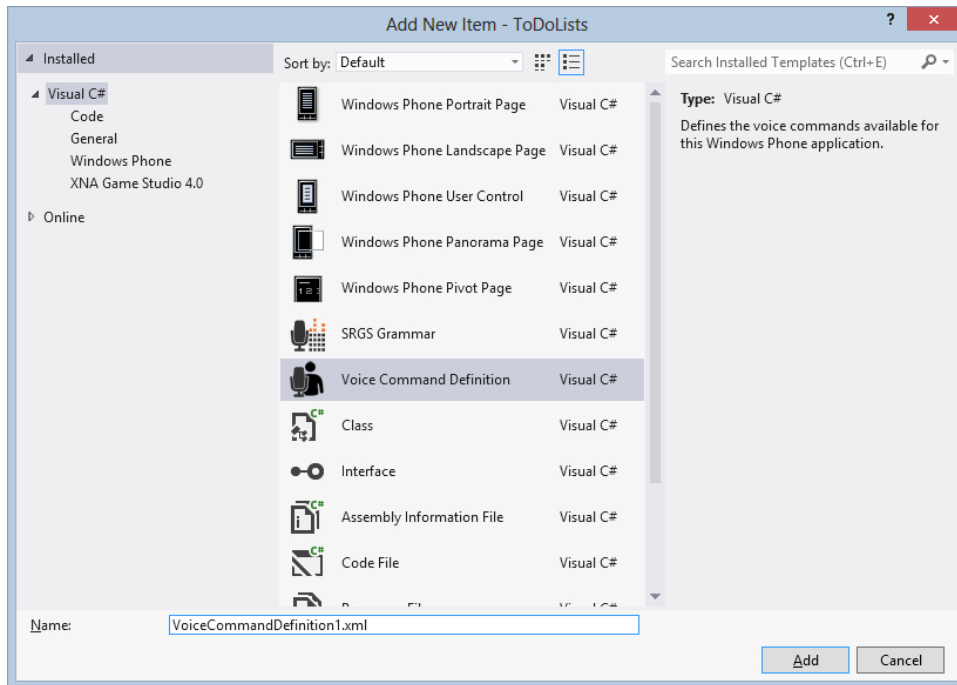 Add New Item - ToDoLists
?
Installed
Sort by: Default
Search Installed Templates (Ctrl+E)
Visual C#
Code
General
Windows Phone
XNA Game Studio 4.0
Online
Windows Phone Portrait Page Visual C#
Windows Phone Landscape Page Visual C#
Windows Phone User Control Visual C#
Windows Phone Panorama Page Visual C#
Windows Phone Pivot Page Visual C#
SRGS Grammar Visual C#
Voice Command Definition Visual C#
Class Visual C#
Interface Visual C#
Assembly Information File Visual C#
Code File Visual C#
Type: Visual C#
Defines the voice commands available for
this Windows Phone application.
Name: VoiceCommandDefinition1.xml
Add Cancel